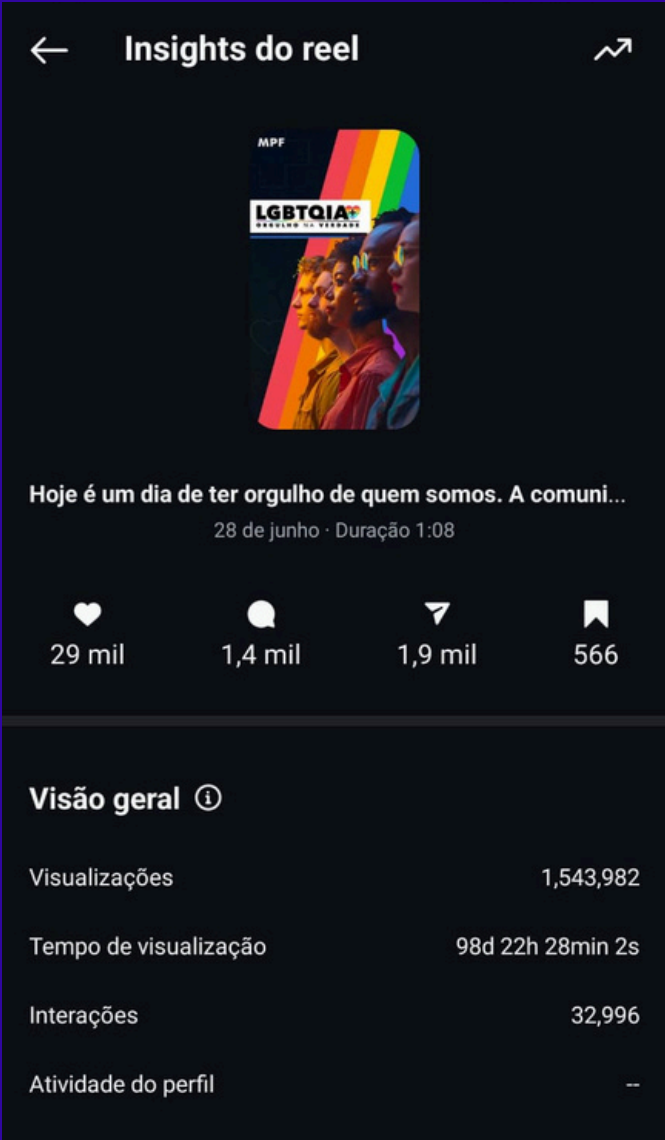 Insights do reel
MPF
LGBTQIA+
ORGULHO NA VERDADE
Hoje é um dia de ter orgulho de quem somos. A comuni...
28 de junho · Duração 1:08
29 mil 1,4 mil 1,9 mil 566
Visão geral
Visualizações 1,543,982
Tempo de visualização 98d 22h 28min 2s
Interações 32,996
Atividade do perfil --